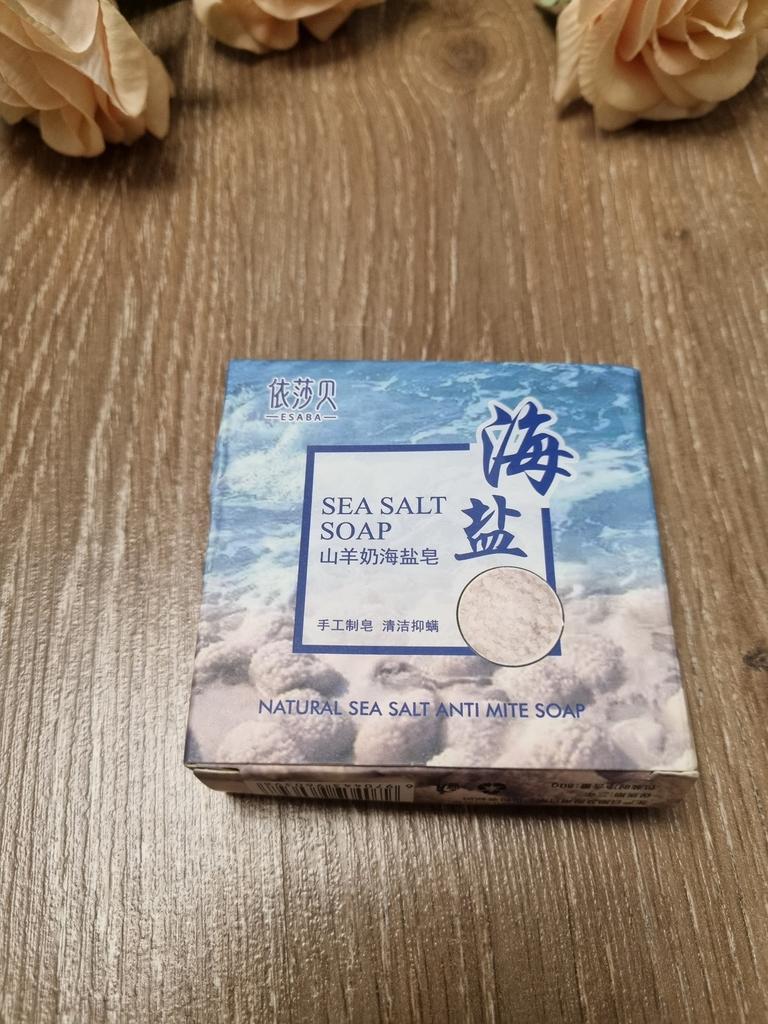 依莎贝
ESABA
海盐
SEA SALT
SOAP
山羊奶海盐皂
手工制皂 清洁抑螨
NATURAL SEA SALT ANTI MITE SOAP